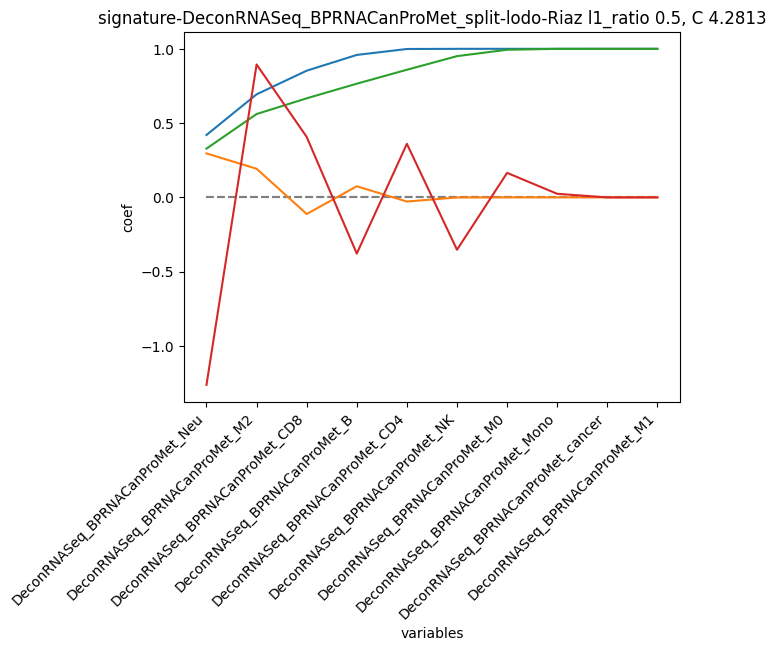 signature-DeconRNASeq_BPRNACanProMet_split-lodo-Riaz l1_ratio 0.5, C 4.2813
1.0
0.5
0.0
−0.5
−1.0
coef
DeconRNASeq_BPRNACanProMet_Neu
DeconRNASeq_BPRNACanProMet_M2
DeconRNASeq_BPRNACanProMet_CD8
DeconRNASeq_BPRNACanProMet_B
DeconRNASeq_BPRNACanProMet_CD4
DeconRNASeq_BPRNACanProMet_NK
DeconRNASeq_BPRNACanProMet_M0
DeconRNASeq_BPRNACanProMet_Mono
DeconRNASeq_BPRNACanProMet_cancer
DeconRNASeq_BPRNACanProMet_M1
variables